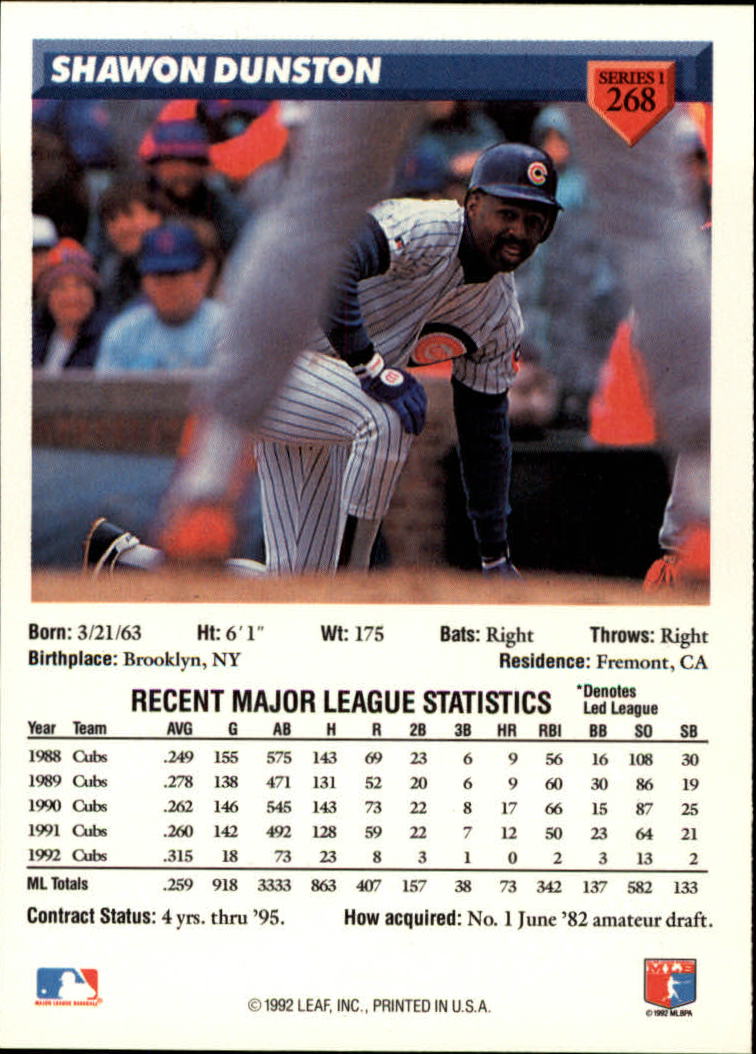 SHAWON DUNSTON
SERIES 1
268
C
Born: 3/21/63 Ht: 6'1" Wt: 175 Bats: Right Throws: Right
Birthplace: Brooklyn, NY Residence: Fremont, CA
RECENT MAJOR LEAGUE STATISTICS
*Denotes
Led League
Year Team AVG G AB H R 2B 3B HR RBI BB SO SB
1988 Cubs .249 155 575 143 69 23 6 9 56 16 108 30
1989 Cubs .278 138 471 131 52 20 6 9 60 30 86 19
1990 Cubs .262 146 545 143 73 22 8 17 66 15 87 25
1991 Cubs .260 142 492 128 59 22 7 12 50 23 64 21
1992 Cubs .315 18 73 23 8 3 1 0 2 3 13 2
ML Totals .259 918 3333 863 407 157 38 73 342 137 582 133
Contract Status: 4 yrs. thru '95. How acquired: No. 1 June '82 amateur draft.
MAJOR LEAGUE BASEBALL®
© 1992 LEAF, INC., PRINTED IN U.S.A.
© 1992 MLBPA